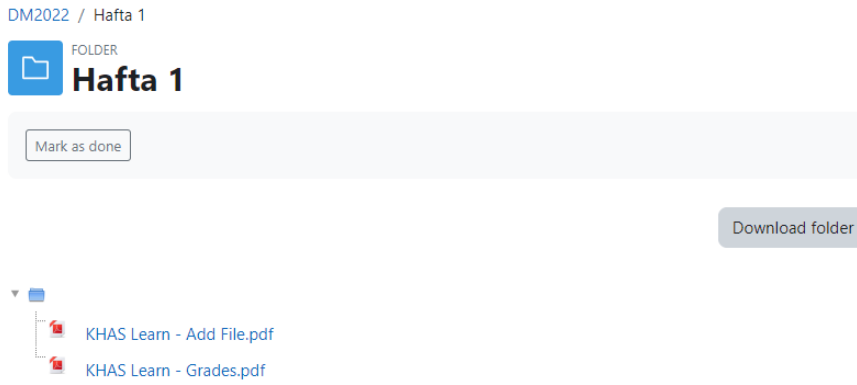 DM2022 / Hafta 1
FOLDER
Hafta 1
Mark as done
Download folder
KHAS Learn - Add File.pdf
KHAS Learn - Grades.pdf